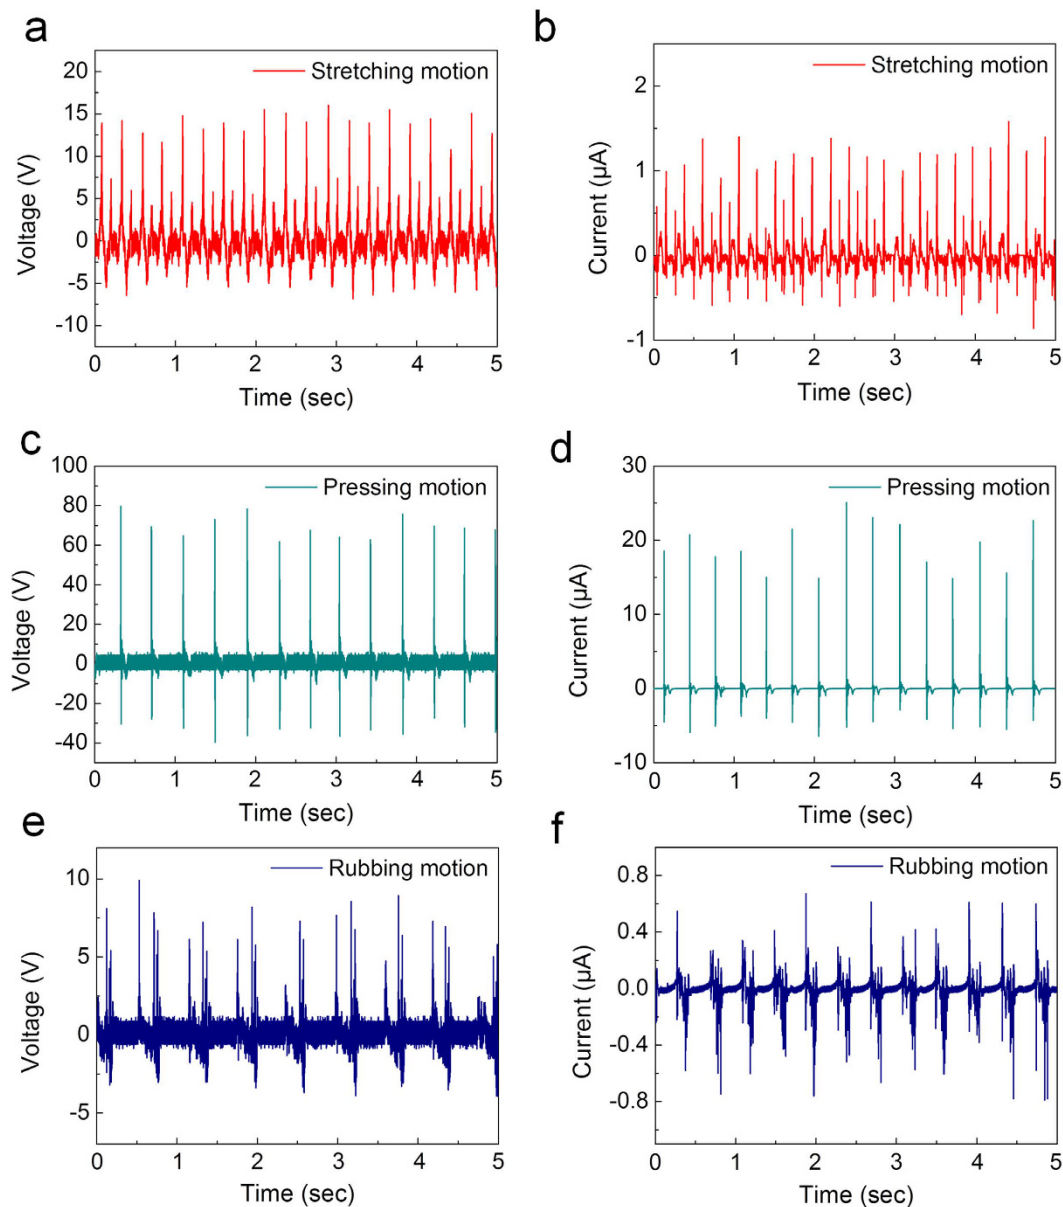 a
Stretching motion
Voltage (V)
20
15
10
5
0
-5
-10
0 1 2 3 4 5
Time (sec)
b
Stretching motion
Current (µA)
2
1
0
-1
0 1 2 3 4 5
Time (sec)
c
Pressing motion
Voltage (V)
100
80
60
40
20
0
-20
-40
0 1 2 3 4 5
Time (sec)
d
Pressing motion
Current (µA)
30
20
10
0
-10
0 1 2 3 4 5
Time (sec)
e
Rubbing motion
Voltage (V)
10
5
0
-5
0 1 2 3 4 5
Time (sec)
f
Rubbing motion
Current (µA)
0.8
0.4
0.0
-0.4
-0.8
0 1 2 3 4 5
Time (sec)